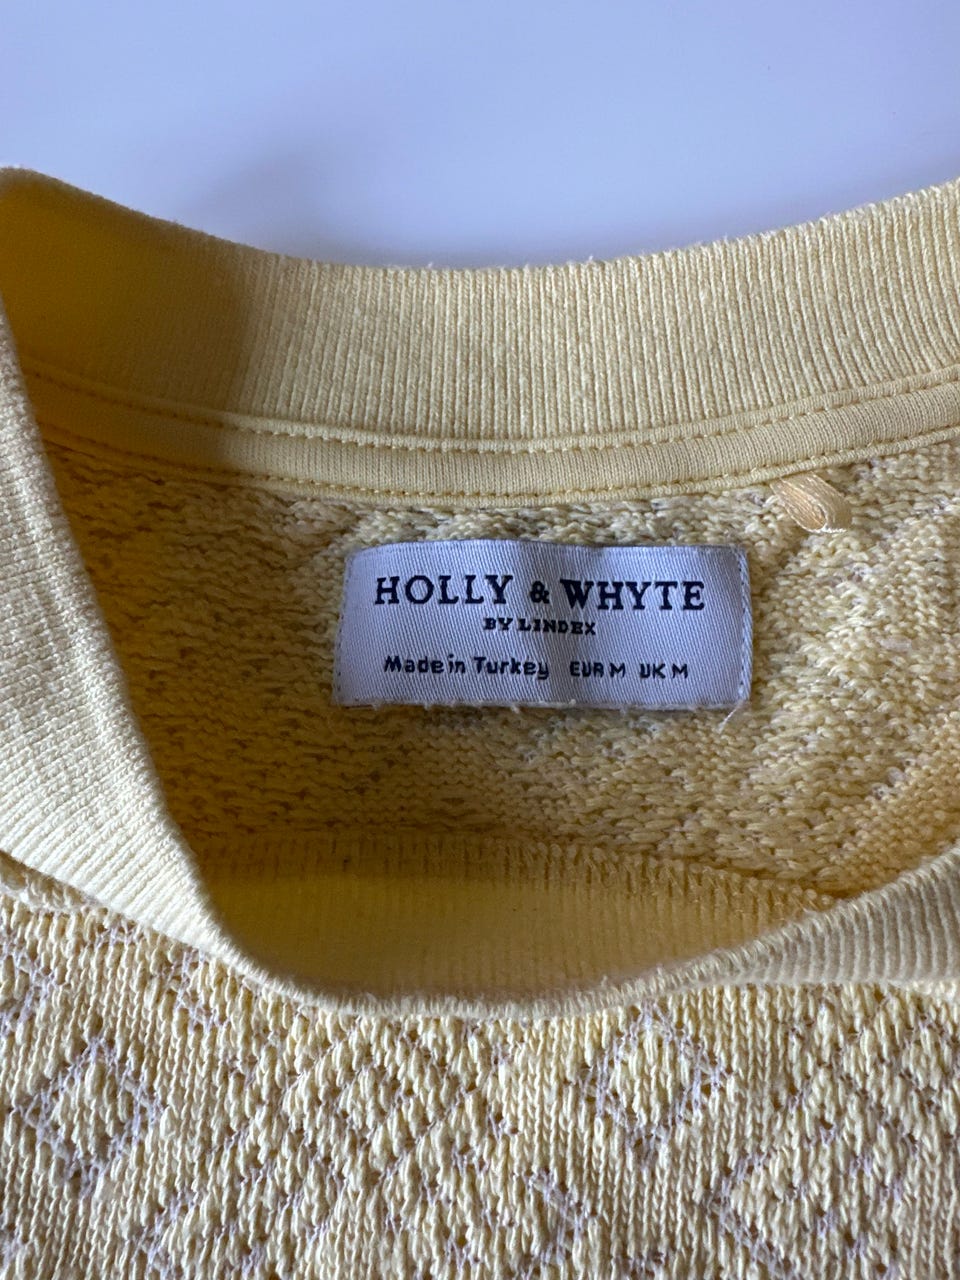 HOLLY & WHYTE
BY LINDEX
Made in Turkey EUR M UK M